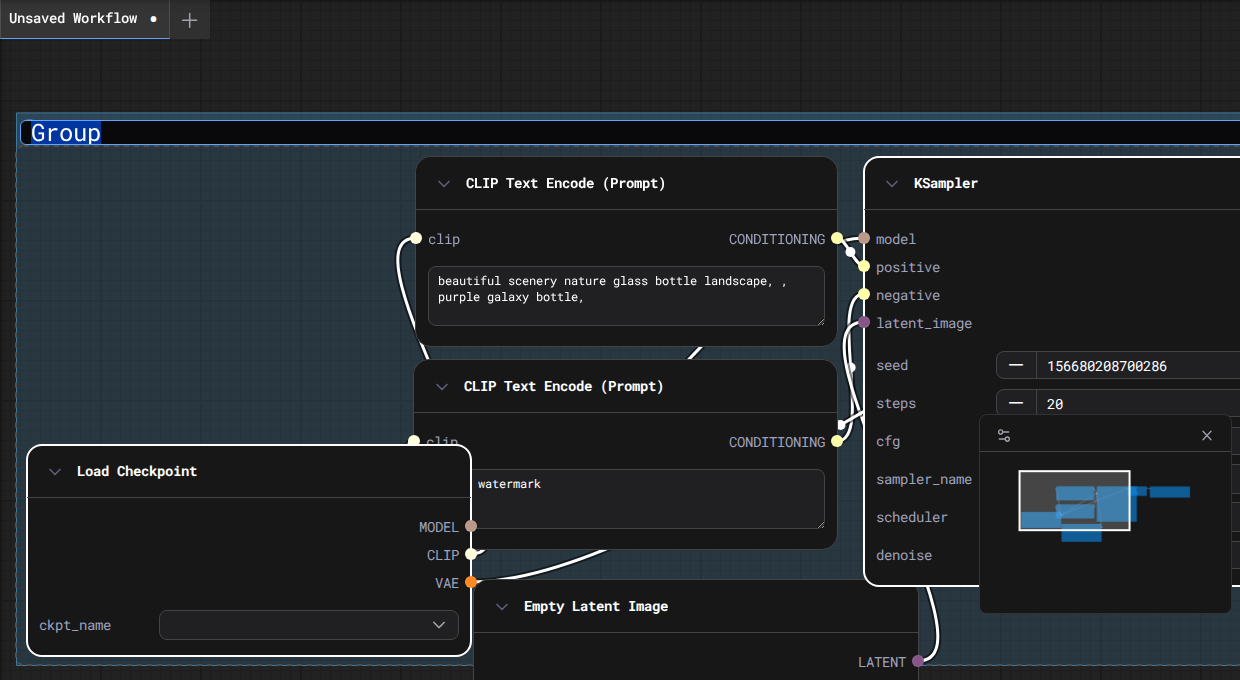 Unsaved Workflow
Group
CLIP Text Encode (Prompt)
clip
CONDITIONING
beautiful scenery nature glass bottle landscape, ,
purple galaxy bottle,
CLIP Text Encode (Prompt)
clip
CONDITIONING
watermark
Load Checkpoint
MODEL
CLIP
VAE
ckpt_name
Empty Latent Image
LATENT
KSampler
model
positive
negative
latent_image
seed
156680208700286
steps
20
cfg
sampler_name
scheduler
denoise